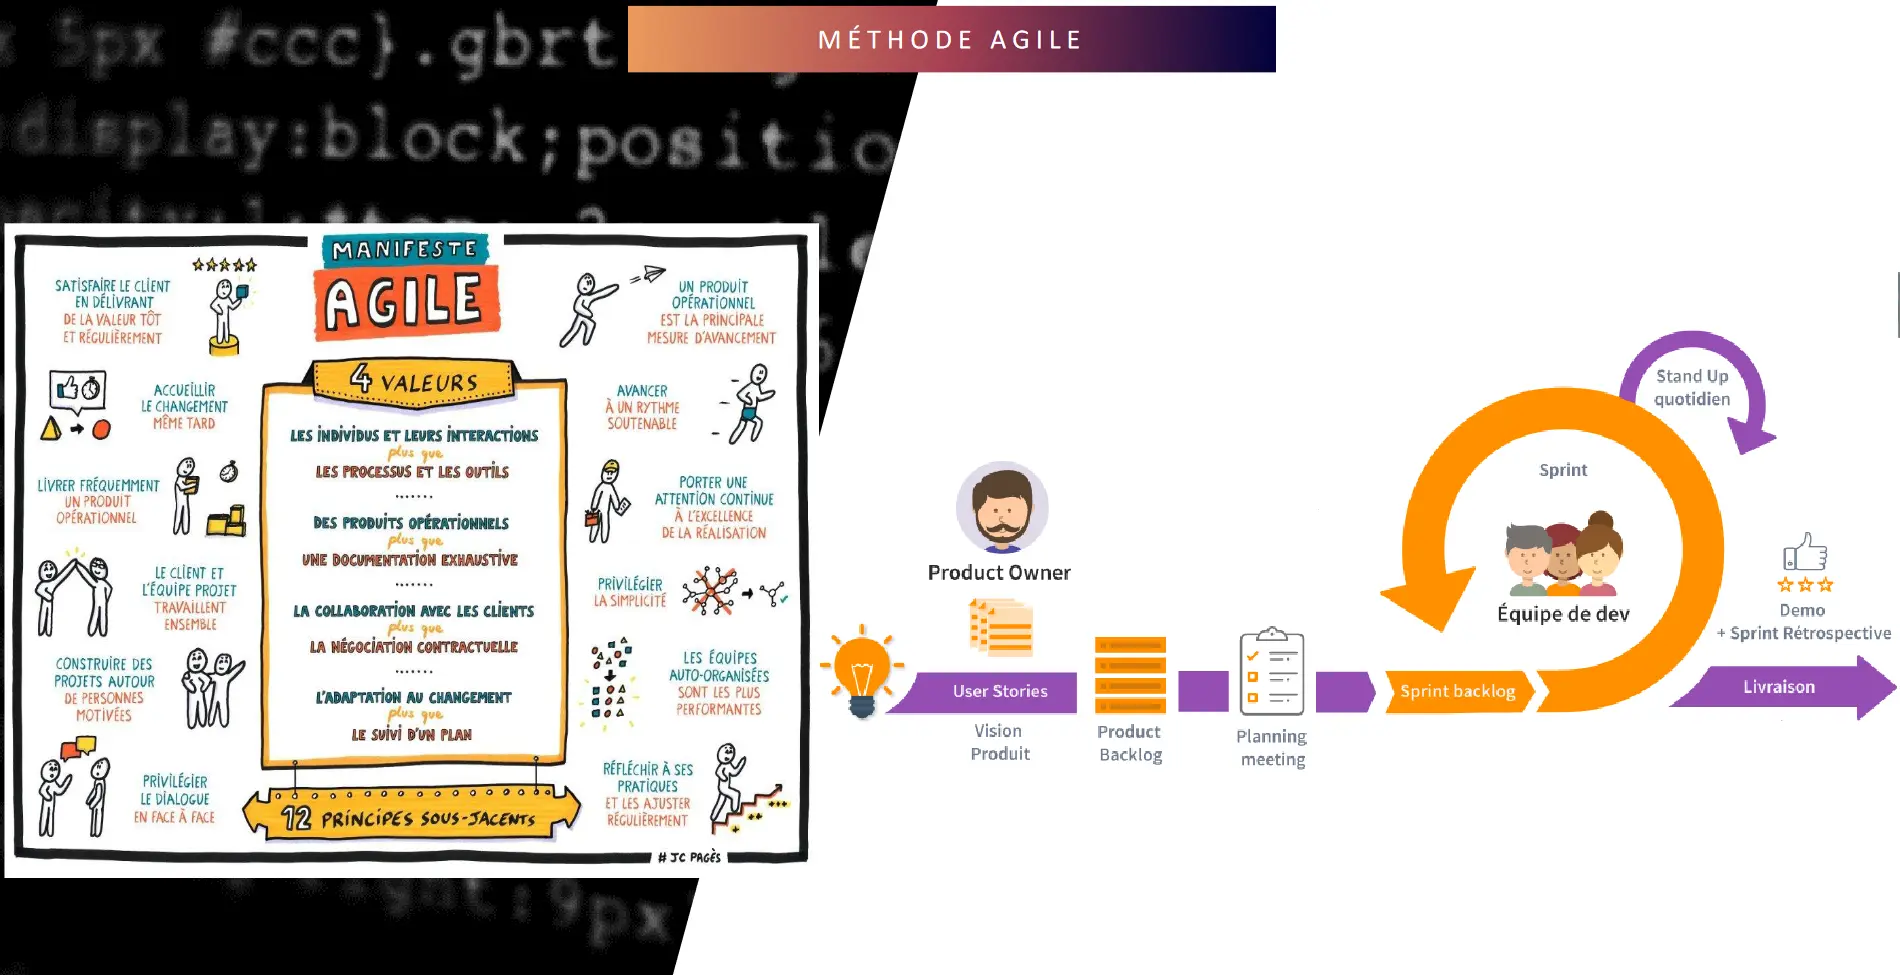 MÉTHODE AGILE
5px #ccc}.gbrt
display:block;positio
MANIFESTE
AGILE
SATISFAIRE LE CLIENT
EN DÉLIVRANT
DE LA VALEUR TÔT
ET RÉGULIÈREMENT
ACCUEILLIR
LE CHANGEMENT
MÊME TARD
LIVRER FRÉQUEMMENT
UN PRODUIT
OPÉRATIONNEL
LE CLIENT ET
L'ÉQUIPE PROJET
TRAVAILLENT
ENSEMBLE
CONSTRUIRE DES
PROJETS AUTOUR
DE PERSONNES
MOTIVÉES
PRIVILÉGIER
LE DIALOGUE
EN FACE À FACE
4 VALEURS
LES INDIVIDUS ET LEURS INTERACTIONS
plus que
LES PROCESSUS ET LES OUTILS
.......
DES PRODUITS OPÉRATIONNELS
plus que
UNE DOCUMENTATION EXHAUSTIVE
.......
LA COLLABORATION AVEC LES CLIENTS
plus que
LA NÉGOCIATION CONTRACTUELLE
.......
L'ADAPTATION AU CHANGEMENT
plus que
LE SUIVI D'UN PLAN
12 PRINCIPES SOUS-JACENTS
UN PRODUIT
OPÉRATIONNEL
EST LA PRINCIPALE
MESURE D'AVANCEMENT
AVANCER
À UN RYTHME
SOUTENABLE
PORTER UNE
ATTENTION CONTINUE
À L'EXCELLENCE
DE LA RÉALISATION
PRIVILÉGIER
LA SIMPLICITÉ
LES ÉQUIPES
AUTO-ORGANISÉES
SONT LES PLUS
PERFORMANTES
RÉFLÉCHIR À SES
PRATIQUES
ET LES AJUSTER
RÉGULIÈREMENT
# JC PAGÈS
:9px
Product Owner
User Stories
Vision
Produit
Product
Backlog
Planning
meeting
Sprint backlog
Sprint
Équipe de dev
Stand Up
quotidien
Demo
+ Sprint Rétrospective
Livraison